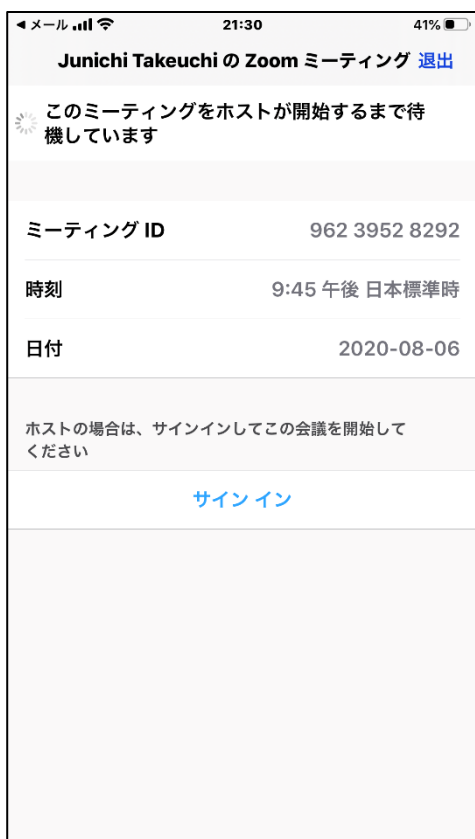 メール 21:30 41%
Junichi Takeuchi の Zoom ミーティング 退出
このミーティングをホストが開始するまで待
機しています
ミーティング ID 962 3952 8292
時刻 9:45 午後 日本標準時
日付 2020-08-06
ホストの場合は、サインインしてこの会議を開始して
ください
サイン イン